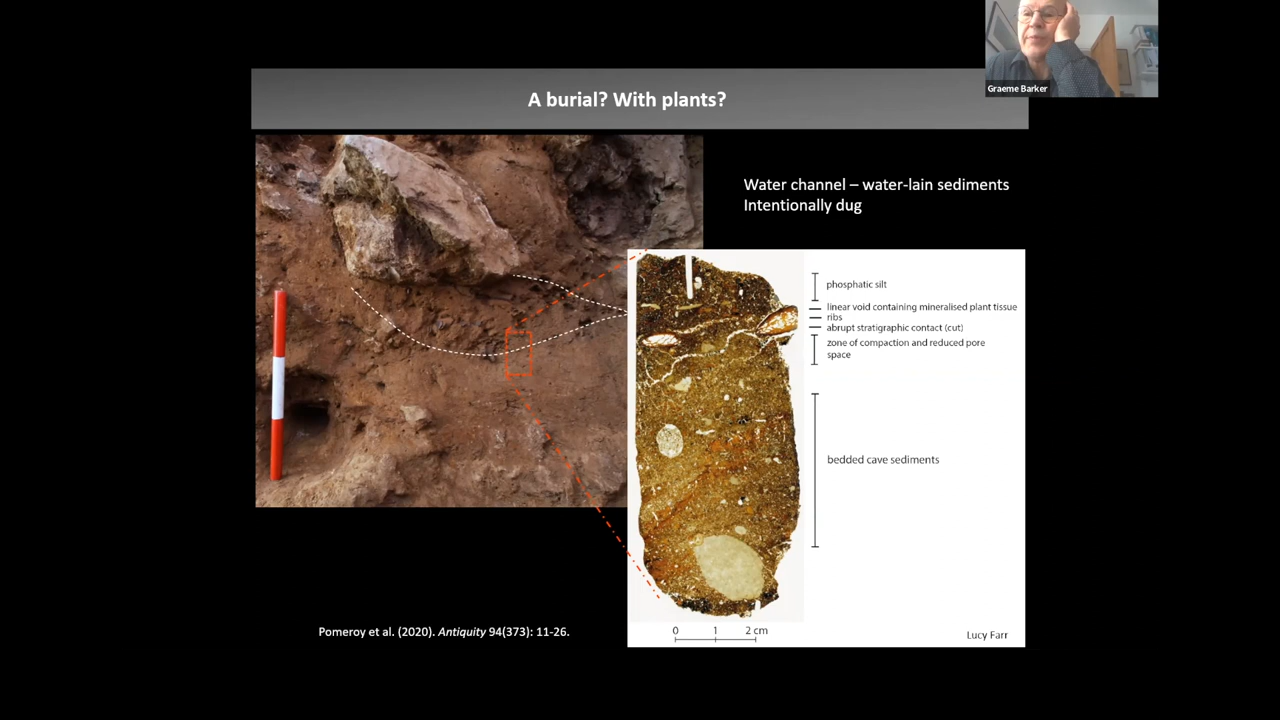 Graeme Barker
A burial? With plants?
Water channel – water-lain sediments
Intentionally dug
phosphatic silt
linear void containing mineralised plant tissue
ribs
abrupt stratigraphic contact (cut)
zone of compaction and reduced pore
space
bedded cave sediments
0 1 2 cm
Lucy Farr
Pomeroy et al. (2020). Antiquity 94(373): 11-26.